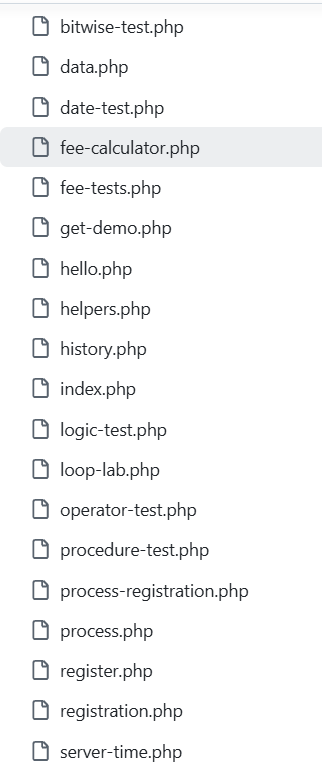 bitwise-test.php
data.php
date-test.php
fee-calculator.php
fee-tests.php
get-demo.php
hello.php
helpers.php
history.php
index.php
logic-test.php
loop-lab.php
operator-test.php
procedure-test.php
process-registration.php
process.php
register.php
registration.php
server-time.php